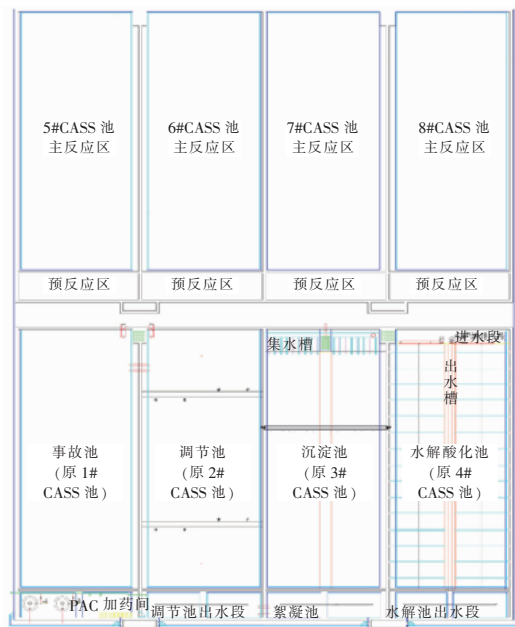 5#CASS 池
主反应区
6#CASS 池
主反应区
7#CASS 池
主反应区
8#CASS 池
主反应区
预反应区
预反应区
预反应区
预反应区
集水槽
进水段
出
水
槽
事故池
(原 1#
CASS 池)
调节池
(原 2#
CASS 池)
沉淀池
(原 3#
CASS 池)
水解酸化池
(原 4#
CASS 池)
PAC 加药间
调节池出水段
絮凝池
水解池出水段